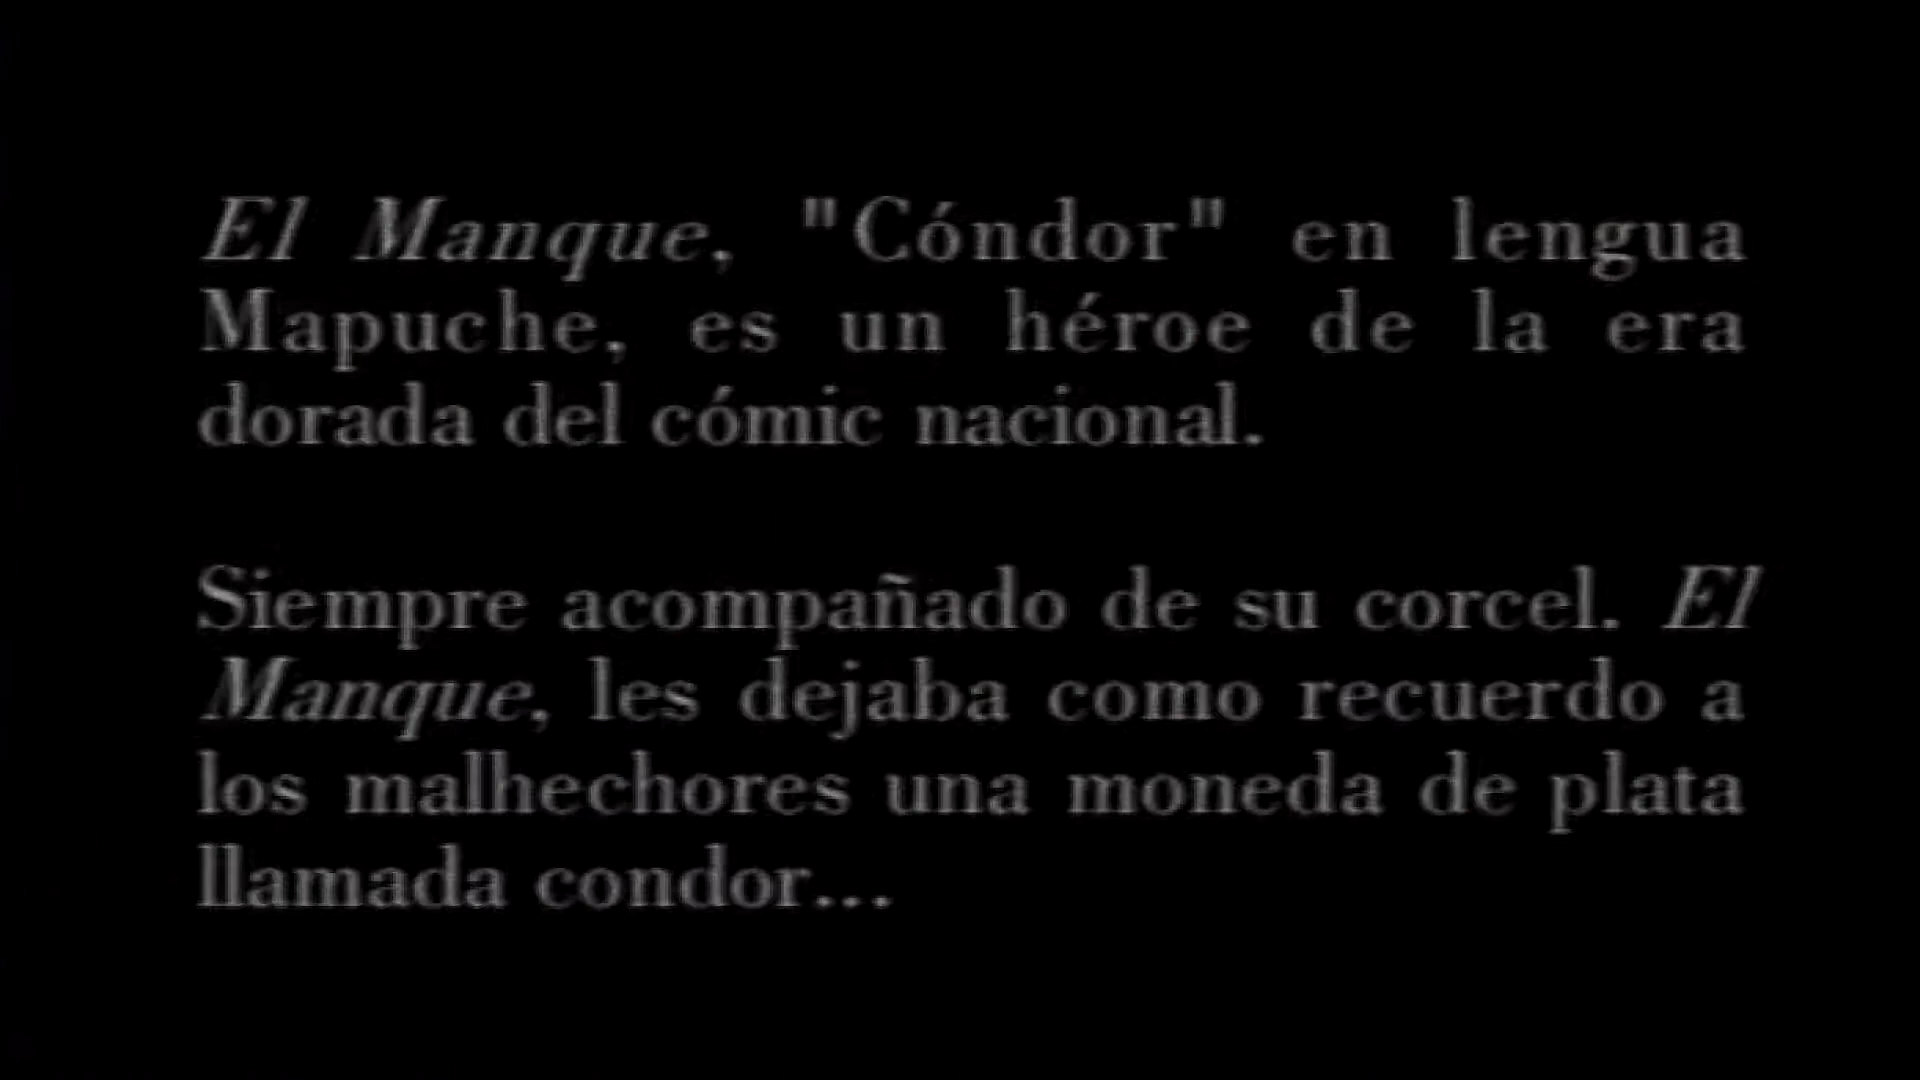 El Manque, "Cóndor" en lengua
Mapuche, es un héroe de la era
dorada del cómic nacional.
Siempre acompañado de su corcel. El
Manque, les dejaba como recuerdo a
los malhechores una moneda de plata
llamada condor...